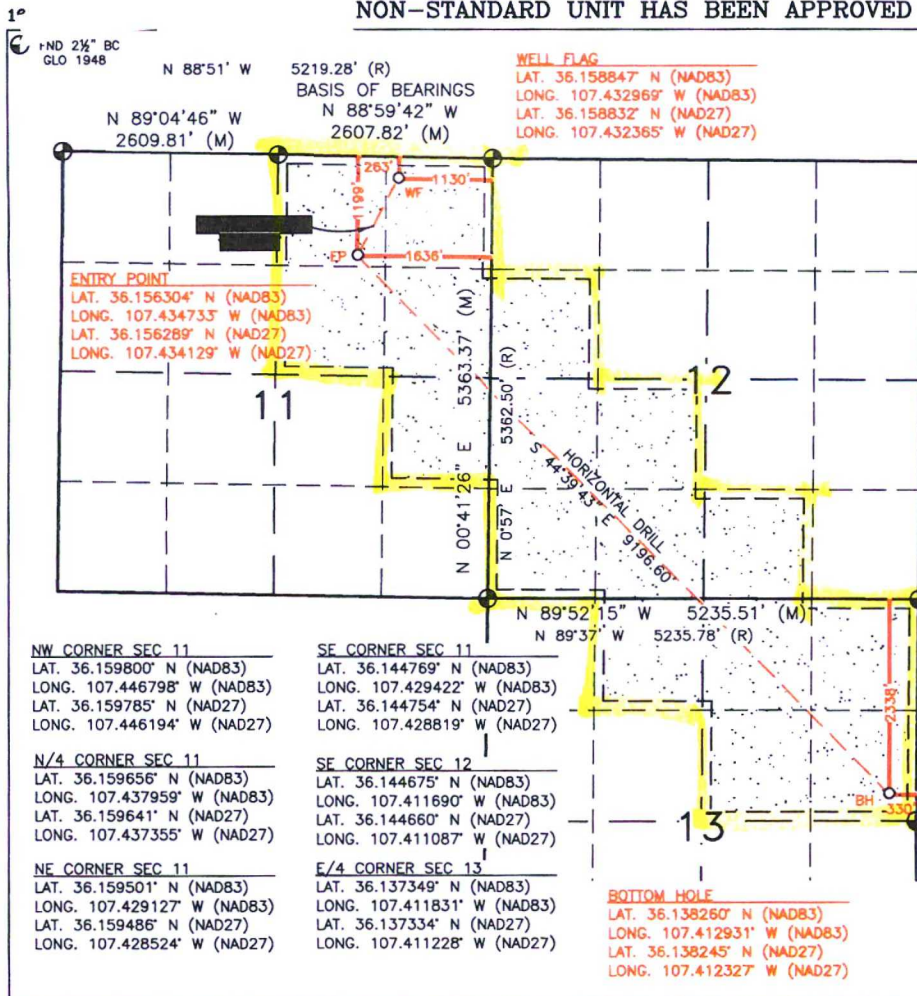 NON-STANDARD UNIT HAS BEEN APPROVED
FND 2½" BC
GLO 1948
N 88°51' W 5219.28' (R)
BASIS OF BEARINGS
N 89°04'46" W
2609.81' (M)
N 88°59'42" W
2607.82' (M)
WELL FLAG
LAT. 36.158847° N (NAD83)
LONG. 107.432969° W (NAD83)
LAT. 36.158832° N (NAD27)
LONG. 107.432365° W (NAD27)
263'
1130'
WF
1199'
EP
1636'
ENTRY POINT
LAT. 36.156304° N (NAD83)
LONG. 107.434733° W (NAD83)
LAT. 36.156289° N (NAD27)
LONG. 107.434129° W (NAD27)
11
12
N 00°41'26" E 5363.37' (M)
N 0°57' E 5362.50' (R)
HORIZONTAL DRILL
S 44°39'43" E 9196.60'
N 89°52'15" W 5235.51' (M)
N 89°37' W 5235.78' (R)
NW CORNER SEC 11
LAT. 36.159800° N (NAD83)
LONG. 107.446798° W (NAD83)
LAT. 36.159785° N (NAD27)
LONG. 107.446194° W (NAD27)
N/4 CORNER SEC 11
LAT. 36.159656° N (NAD83)
LONG. 107.437959° W (NAD83)
LAT. 36.159641° N (NAD27)
LONG. 107.437355° W (NAD27)
NE CORNER SEC 11
LAT. 36.159501° N (NAD83)
LONG. 107.429127° W (NAD83)
LAT. 36.159486° N (NAD27)
LONG. 107.428524° W (NAD27)
SE CORNER SEC 11
LAT. 36.144769° N (NAD83)
LONG. 107.429422° W (NAD83)
LAT. 36.144754° N (NAD27)
LONG. 107.428819° W (NAD27)
SE CORNER SEC 12
LAT. 36.144675° N (NAD83)
LONG. 107.411690° W (NAD83)
LAT. 36.144660° N (NAD27)
LONG. 107.411087° W (NAD27)
E/4 CORNER SEC 13
LAT. 36.137349° N (NAD83)
LONG. 107.411831° W (NAD83)
LAT. 36.137334° N (NAD27)
LONG. 107.411228° W (NAD27)
2338'
BH
330'
13
BOTTOM HOLE
LAT. 36.138260° N (NAD83)
LONG. 107.412931° W (NAD83)
LAT. 36.138245° N (NAD27)
LONG. 107.412327° W (NAD27)